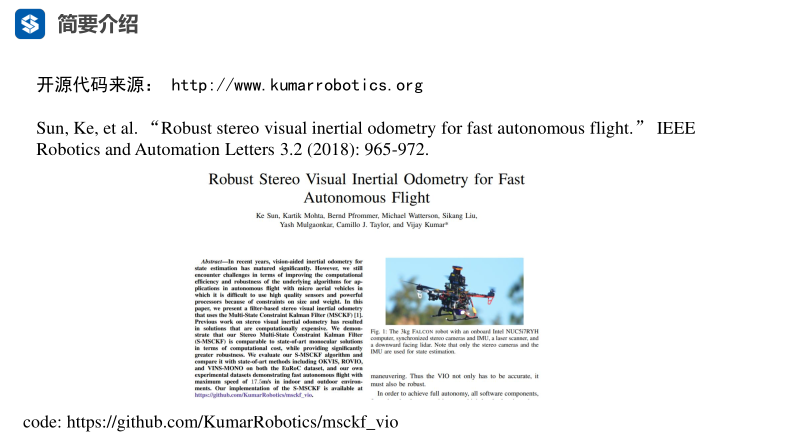 简要介绍
开源代码来源： http://www.kumarrobotics.org
Sun, Ke, et al. “Robust stereo visual inertial odometry for fast autonomous flight.” IEEE
Robotics and Automation Letters 3.2 (2018): 965-972.
Robust Stereo Visual Inertial Odometry for Fast
Autonomous Flight
Ke Sun, Kartik Mohta, Bernd Pfrommer, Michael Watterson, Sikang Liu,
Yash Mulgaonkar, Camillo J. Taylor, and Vijay Kumar*
Abstract—In recent years, vision-aided inertial odometry for
state estimation has matured significantly. However, we still
encounter challenges in terms of improving the computational
efficiency and robustness of the underlying algorithms for ap-
plications in autonomous flight with micro aerial vehicles in
which it is difficult to use high quality sensors and powerful
processors because of constraints on size and weight. In this
paper, we present a filter-based stereo visual inertial odometry
that uses the Multi-State Constraint Kalman Filter (MSCKF) [1].
Previous work on stereo visual inertial odometry has resulted
in solutions that are computationally expensive. We demon-
strate that our Stereo Multi-State Constraint Kalman Filter
(S-MSCKF) is comparable to state-of-art monocular solutions
in terms of computational cost, while providing significantly
greater robustness. We evaluate our S-MSCKF algorithm and
compare it with state-of-art methods including OKVIS, ROVIO,
and VINS-MONO on both the EuRoC dataset, and our own
experimental datasets demonstrating fast autonomous flight with
maximum speed of 17.5m/s in indoor and outdoor environ-
ments. Our implementation of the S-MSCKF is available at
https://github.com/KumarRobotics/msckf_vio.
Fig. 1: The 3kg FALCON robot with an onboard Intel NUC5i7RYH
computer, synchronized stereo cameras and IMU, a laser scanner, and
a downward facing lidar. Note that only the stereo cameras and the
IMU are used for state estimation.
maneuvering. Thus the VIO not only has to be accurate, it
must also be robust.
In order to achieve full autonomy, all software components,
code: https://github.com/KumarRobotics/msckf_vio